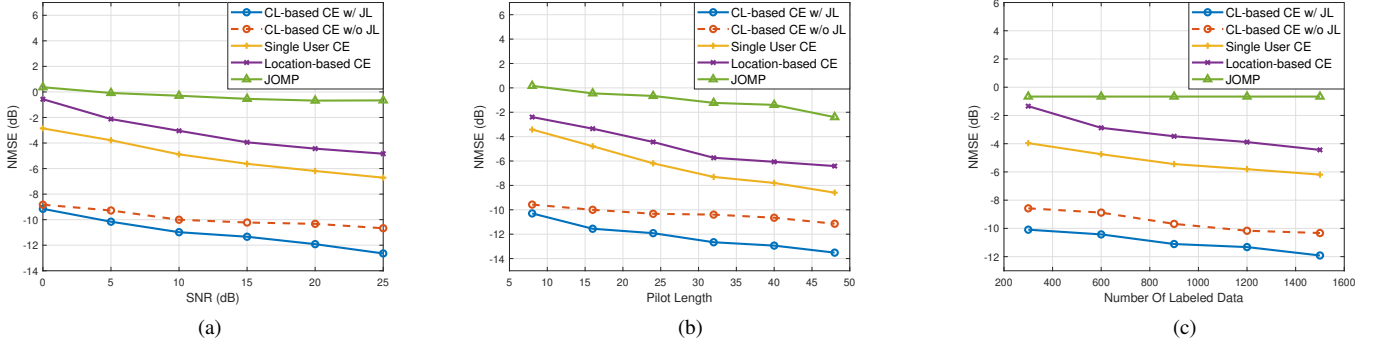 CL-based CE w/ JL
CL-based CE w/o JL
Single User CE
Location-based CE
JOMP
6
4
2
0
-2
-4
-6
-8
-10
-12
-14
NMSE (dB)
0
5
10
15
20
25
SNR (dB)
(a)
CL-based CE w/ JL
CL-based CE w/o JL
Single User CE
Location-based CE
JOMP
6
4
2
0
-2
-4
-6
-8
-10
-12
-14
NMSE (dB)
5
10
15
20
25
30
35
40
45
50
Pilot Length
(b)
CL-based CE w/ JL
CL-based CE w/o JL
Single User CE
Location-based CE
JOMP
6
4
2
0
-2
-4
-6
-8
-10
-12
NMSE (dB)
200
400
600
800
1000
1200
1400
1600
Number Of Labeled Data
(c)